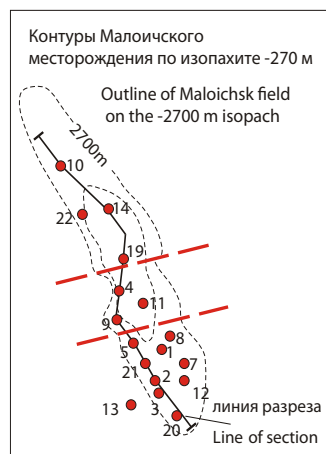 Контуры Малоичского
месторождения по изопахите -270 м
Outline of Maloichsk field
on the -2700 m isopach
2700m
10
14
22
19
4
11
9
8
5
1
7
21
2
12
3
13
линия разреза
20
Line of section